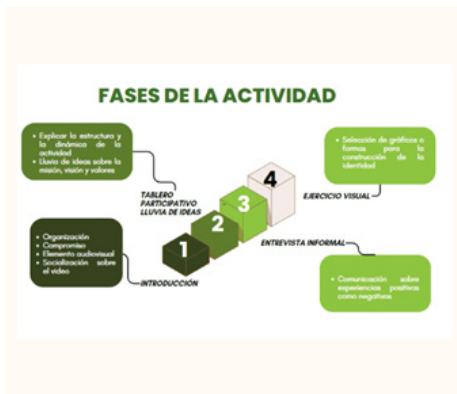 FASES DE LA ACTIVIDAD
• Explicar la estructura y
la dinámica de la
actividad
• Lluvia de ideas sobre la
misión, visión y valores
TABLERO
PARTICIPATIVO
LLUVIA DE IDEAS
• Organización
• Compromiso
• Elemento audiovisual
• Socialización sobre
el video
INTRODUCCIÓN
1
2
3
4
• Selección de gráficos o
formas para la
construcción de la
identidad
EJERCICIO VISUAL
ENTREVISTA INFORMAL
• Comunicación sobre
experiencias positivas
como negativas